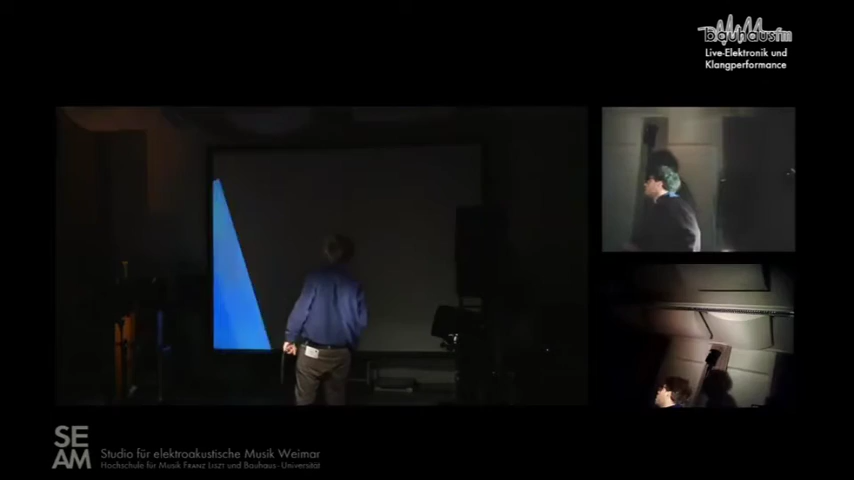 bauhausfm
Live-Elektronik und
Klangperformance
SE
AM
Studio für elektroakustische Musik Weimar
Hochschule für Musik FRANZ LISZT und Bauhaus-Universität